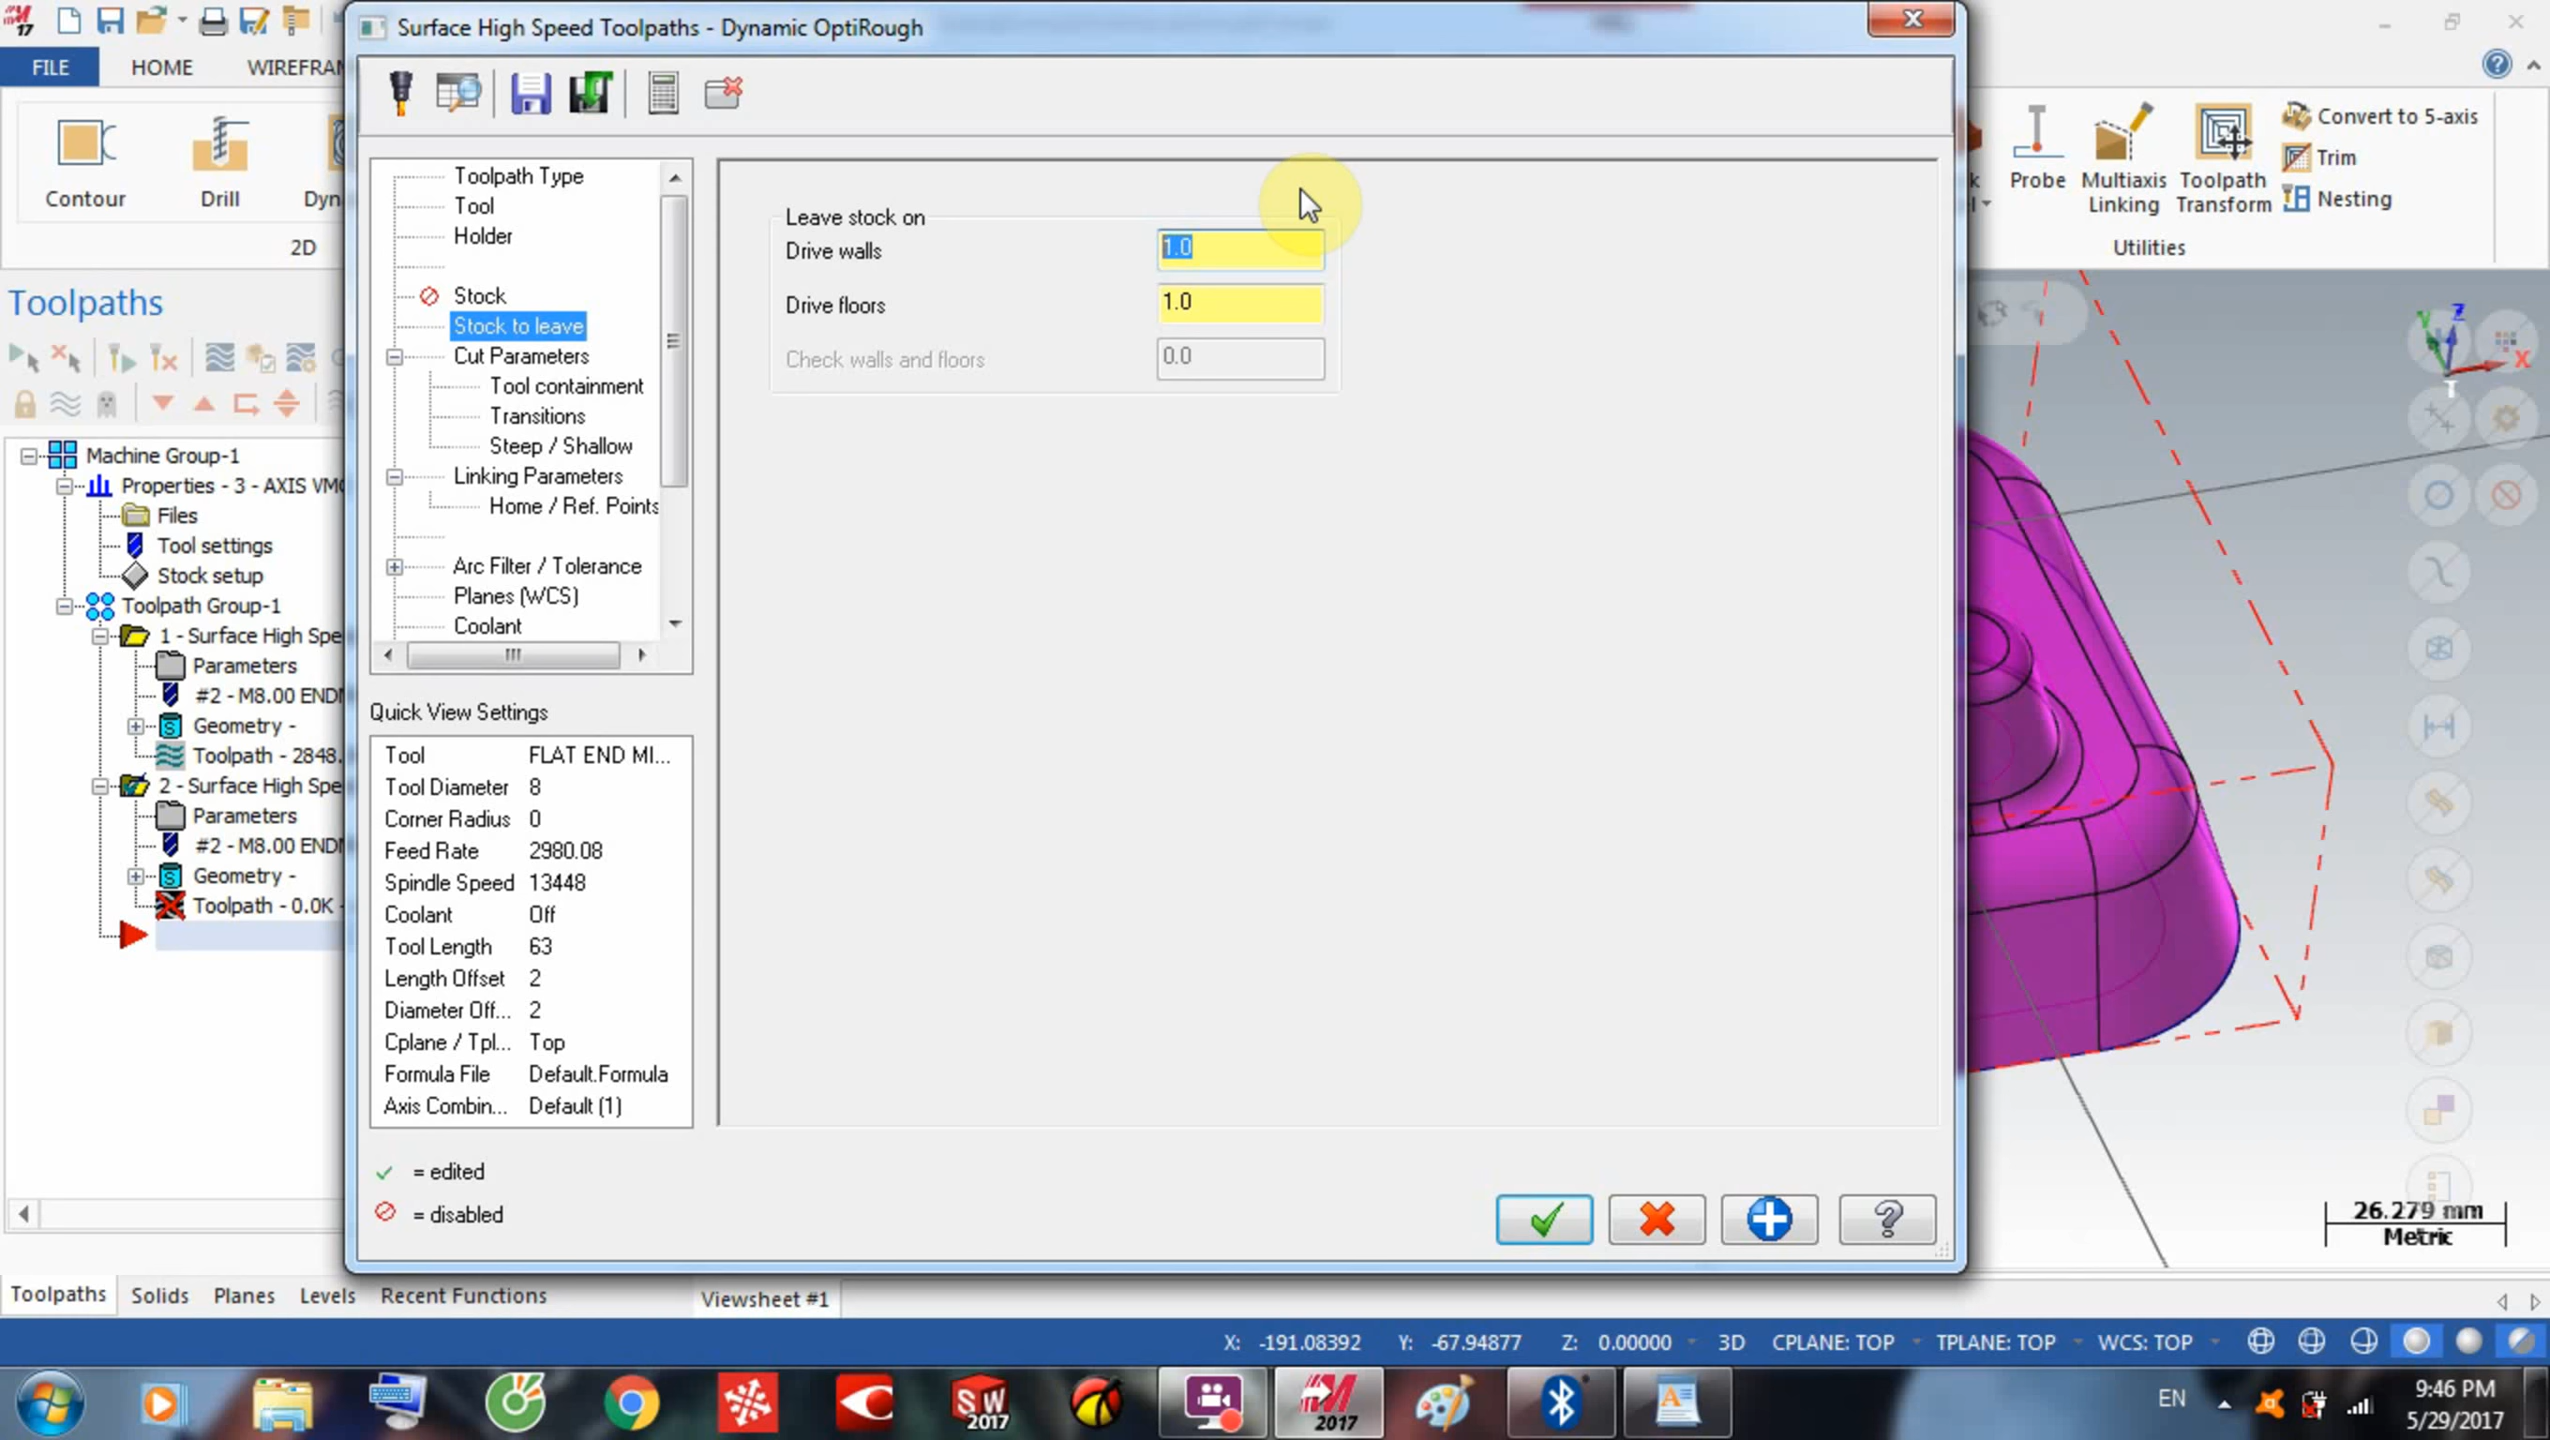 17
Surface High Speed Toolpaths - Dynamic OptiRough
FILE
HOME
WIREFRAM
Contour
Drill
Dyn
2D
Probe
Multiaxis
Linking
Toolpath
Transform
Convert to 5-axis
Trim
Nesting
Utilities
Toolpaths
Machine Group-1
Properties - 3 - AXIS VMC
Files
Tool settings
Stock setup
Toolpath Group-1
1 - Surface High Spe
Parameters
#2 - M8.00 ENDM
Geometry -
Toolpath - 2848.
2 - Surface High Spe
Parameters
#2 - M8.00 ENDM
Geometry -
Toolpath - 0.0K -
Toolpath Type
Tool
Holder
Stock
Stock to leave
Cut Parameters
Tool containment
Transitions
Steep / Shallow
Linking Parameters
Home / Ref. Points
Arc Filter / Tolerance
Planes (WCS)
Coolant
Leave stock on
Drive walls 1.0
Drive floors 1.0
Check walls and floors 0.0
Quick View Settings
Tool FLAT END MI...
Tool Diameter 8
Corner Radius 0
Feed Rate 2980.08
Spindle Speed 13448
Coolant Off
Tool Length 63
Length Offset 2
Diameter Off... 2
Cplane / Tpl... Top
Formula File Default.Formula
Axis Combin... Default (1)
= edited
= disabled
Z
Y
X
T
26.279 mm
Metric
Toolpaths
Solids
Planes
Levels
Recent Functions
Viewsheet #1
X: -191.08392 Y: -67.94877 Z: 0.00000 3D CPLANE: TOP TPLANE: TOP WCS: TOP
SW
2017
2017
EN
9:46 PM
5/29/2017